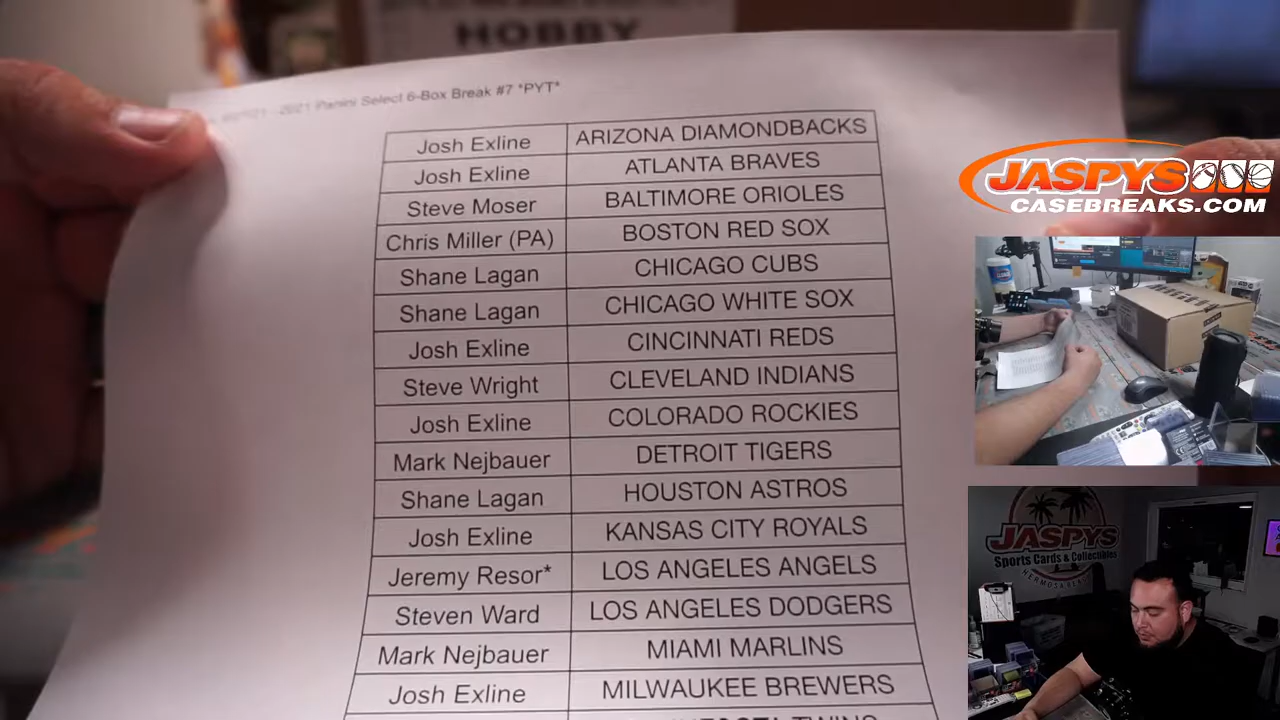 HOBBY
2021 Panini Select 6-Box Break #7 *PYT*
Josh Exline ARIZONA DIAMONDBACKS
Josh Exline ATLANTA BRAVES
Steve Moser BALTIMORE ORIOLES
Chris Miller (PA) BOSTON RED SOX
Shane Lagan CHICAGO CUBS
Shane Lagan CHICAGO WHITE SOX
Josh Exline CINCINNATI REDS
Steve Wright CLEVELAND INDIANS
Josh Exline COLORADO ROCKIES
Mark Nejbauer DETROIT TIGERS
Shane Lagan HOUSTON ASTROS
Josh Exline KANSAS CITY ROYALS
Jeremy Resor* LOS ANGELES ANGELS
Steven Ward LOS ANGELES DODGERS
Mark Nejbauer MIAMI MARLINS
Josh Exline MILWAUKEE BREWERS
TWINS
JASPYS
CASEBREAKS.COM
JASPYS
Sports Cards & Collectibles
HERMOSA BEACH